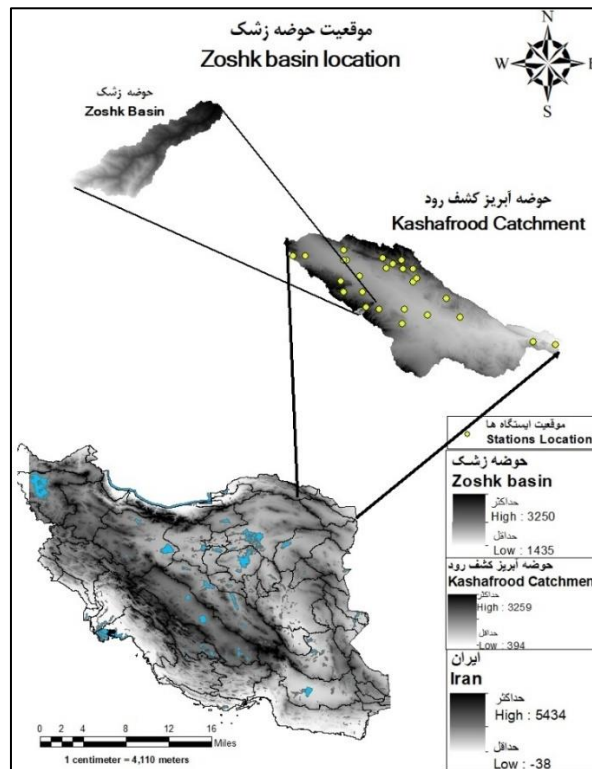 موقعیت حوضه زشک
Zoshk basin location
N
W
E
S
حوضه زشک
Zoshk Basin
حوضه آبریز کشف رود
Kashafrood Catchment
موقعیت ایستگاه ها
Stations Location
حوضه زشک
Zoshk basin
حداکثر
High : 3250
حداقل
Low : 1435
حوضه آبریز کشف رود
Kashafrood Catchment
حداکثر
High : 3259
حداقل
Low : 394
ایران
Iran
حداکثر
High : 5434
حداقل
Low : -38
0 2 4 8 12 16
Miles
1 centimeter = 4,110 meters